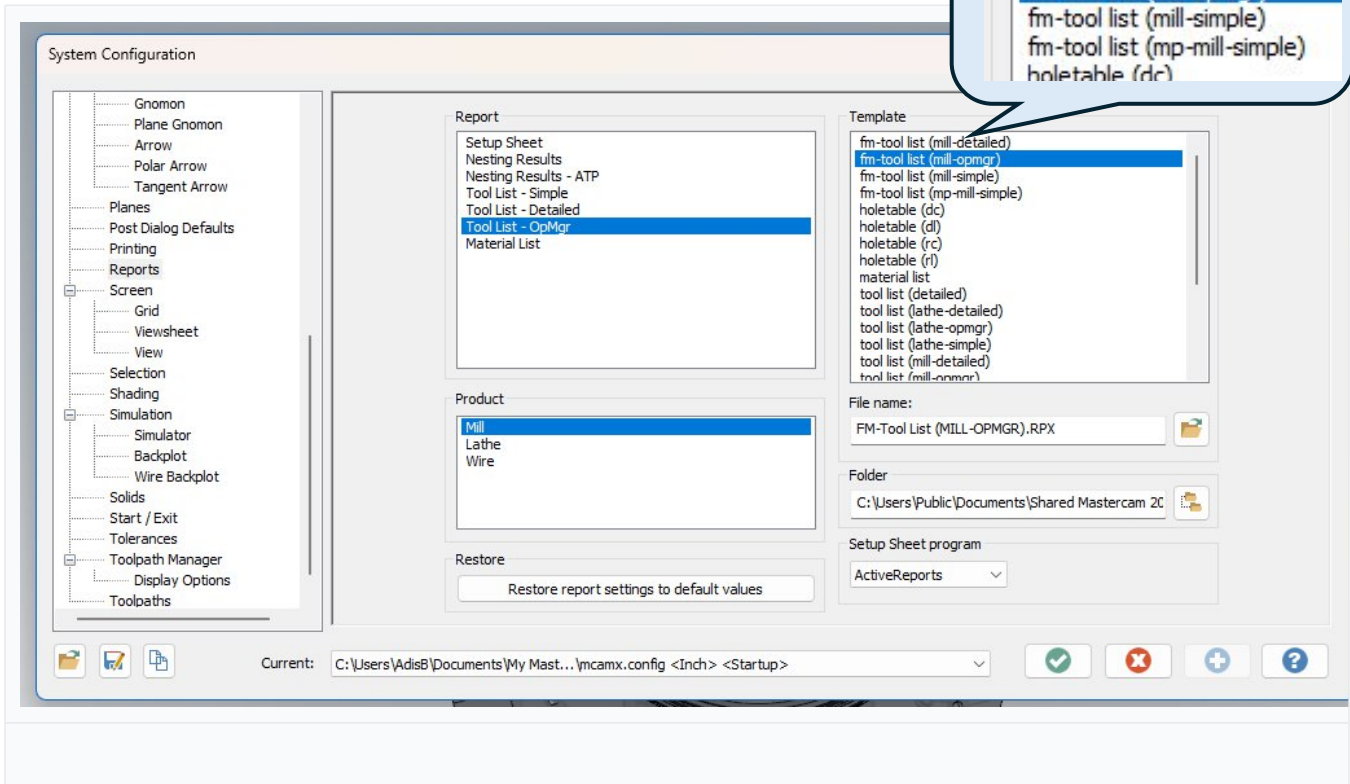 fm-tool list (mill-simple)
fm-tool list (mp-mill-simple)
holetable (dc)
System Configuration
Gnomon
Plane Gnomon
Arrow
Polar Arrow
Tangent Arrow
Planes
Post Dialog Defaults
Printing
Reports
Screen
Grid
Viewsheet
View
Selection
Shading
Simulation
Simulator
Backplot
Wire Backplot
Solids
Start / Exit
Tolerances
Toolpath Manager
Display Options
Toolpaths
Report
Setup Sheet
Nesting Results
Nesting Results - ATP
Tool List - Simple
Tool List - Detailed
Tool List - OpMgr
Material List
Product
Mill
Lathe
Wire
Restore
Restore report settings to default values
Template
fm-tool list (mill-detailed)
fm-tool list (mill-opmgr)
fm-tool list (mill-simple)
fm-tool list (mp-mill-simple)
holetable (dc)
holetable (dl)
holetable (rc)
holetable (rl)
material list
tool list (detailed)
tool list (lathe-detailed)
tool list (lathe-opmgr)
tool list (lathe-simple)
tool list (mill-detailed)
tool list (mill-opmgr)
File name:
FM-Tool List (MILL-OPMGR).RPX
Folder
C:\Users\Public\Documents\Shared Mastercam 20
Setup Sheet program
ActiveReports
Current: C:\Users\AdisB\Documents\My Mast...\mcamx.config <Inch> <Startup>